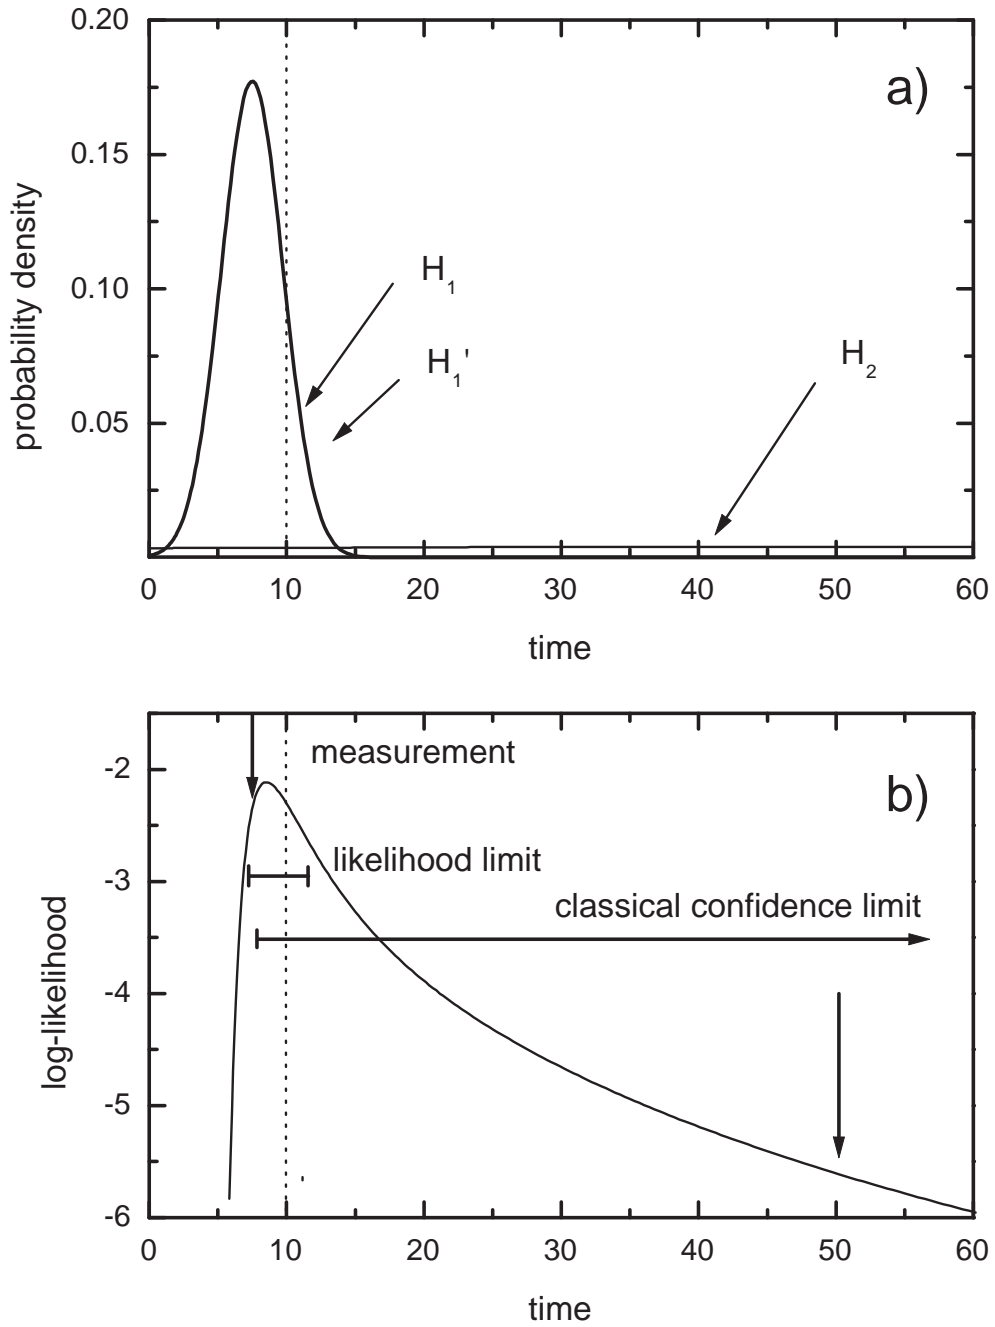 a)
0.20
0.15
0.10
0.05
probability density
H1
H1'
H2
0 10 20 30 40 50 60
time
b)
measurement
likelihood limit
classical confidence limit
-2
-3
-4
-5
-6
log-likelihood
0 10 20 30 40 50 60
time